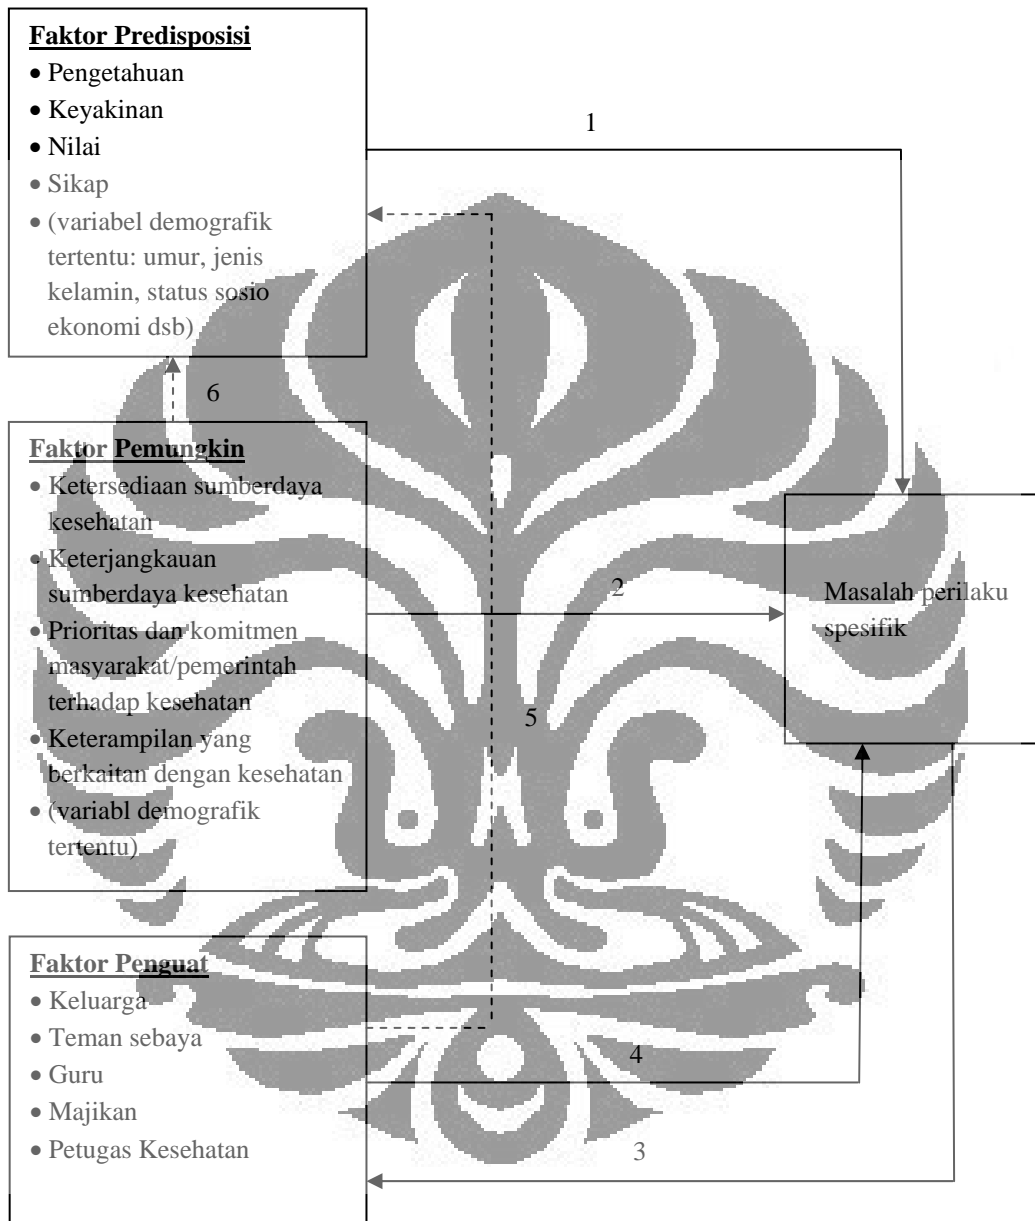 Faktor Predisposisi
• Pengetahuan
• Keyakinan
• Nilai
• Sikap
• (variabel demografik
tertentu: umur, jenis
kelamin, status sosio
ekonomi dsb)
1
6
Faktor Pemungkin
• Ketersediaan sumberdaya
kesehatan
• Keterjangkauan
sumberdaya kesehatan
• Prioritas dan komitmen
masyarakat/pemerintah
terhadap kesehatan
• Keterampilan yang
berkaitan dengan kesehatan
• (variabl demografik
tertentu)
2
Masalah perilaku
spesifik
5
Faktor Penguat
• Keluarga
• Teman sebaya
• Guru
• Majikan
• Petugas Kesehatan
4
3